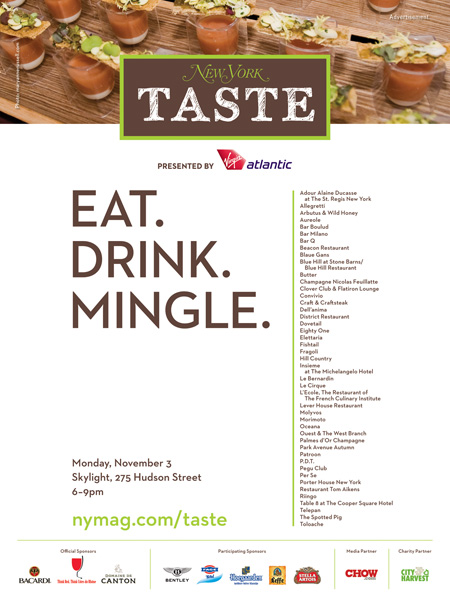 Advertisement
NEW YORK
TASTE
PRESENTED BY Virgin atlantic
EAT.
DRINK.
MINGLE.
Monday, November 3
Skylight, 275 Hudson Street
6–9pm
nymag.com/taste
Adour Alaine Ducasse
at The St. Regis New York
Allegretti
Arbutus & Wild Honey
Aureole
Bar Boulud
Bar Milano
Bar Q
Beacon Restaurant
Blaue Gans
Blue Hill at Stone Barns/
Blue Hill Restaurant
Butter
Champagne Nicolas Feuillatte
Clover Club & Flatiron Lounge
Convivio
Craft & Craftsteak
Dell'anima
District Restaurant
Dovetail
Eighty One
Elettaria
Fishtail
Fragoli
Hill Country
Insieme
at The Michelangelo Hotel
Le Bernardin
Le Cirque
L'Ecole, The Restaurant of
The French Culinary Institute
Lever House Restaurant
Molyvos
Morimoto
Oceana
Ouest & The West Branch
Palmes d'Or Champagne
Park Avenue Autumn
Patroon
P.D.T.
Pegu Club
Per Se
Porter House New York
Restaurant Tom Aikens
Riingo
Table 8 at The Cooper Square Hotel
Telepan
The Spotted Pig
Toloache
Official Sponsors
Participating Sponsors
Media Partner
Charity Partner
BACARDI
DOMAINE DE
CANTON
BENTLEY
Hoegaarden
Leffe
STELLA
ARTOIS
CHOW
CITY
HARVEST